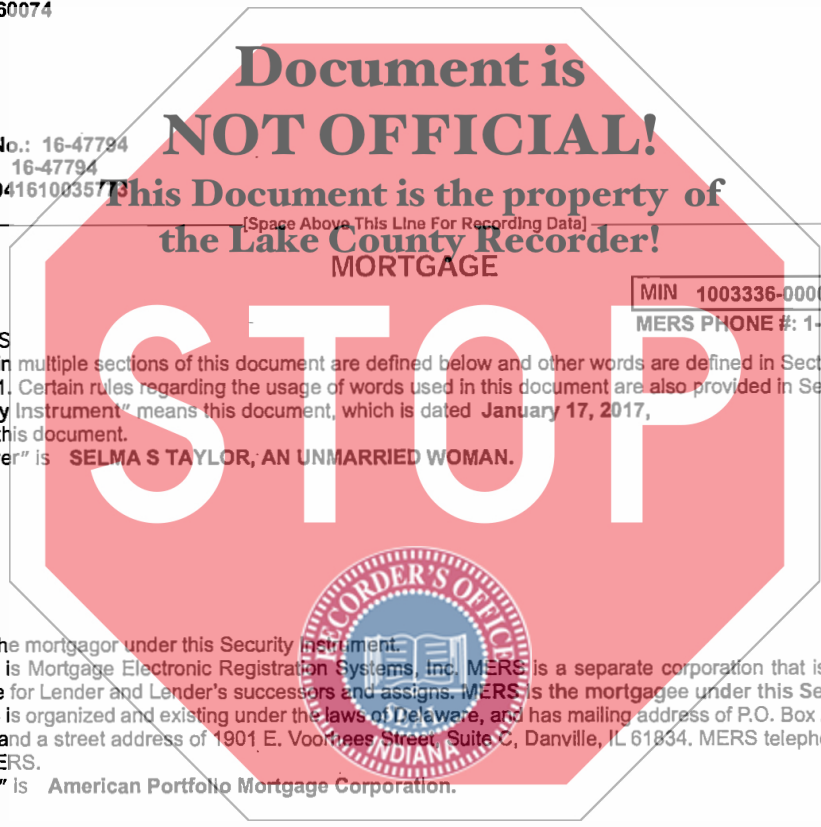 60074
Document is
NOT OFFICIAL!
No.: 16-47794
16-47794
041610035773
This Document is the property of
[Space Above This Line For Recording Data]
the Lake County Recorder!
MORTGAGE
MIN 1003336-0000
MERS PHONE #: 1-
S
in multiple sections of this document are defined below and other words are defined in Sect
1. Certain rules regarding the usage of words used in this document are also provided in Se
y Instrument" means this document, which is dated January 17, 2017,
this document.
er" is SELMA S TAYLOR, AN UNMARRIED WOMAN.
STOP
RECORDER'S OFFICE
he mortgagor under this Security Instrument.
is Mortgage Electronic Registration Systems, Inc. MERS is a separate corporation that is
e for Lender and Lender's successors and assigns. MERS is the mortgagee under this Se
is organized and existing under the laws of Delaware, and has mailing address of P.O. Box
and a street address of 1901 E. Voorhees Street, Suite C, Danville, IL 61834. MERS teleph
INDIANA
ERS.
" is American Portfolio Mortgage Corporation.